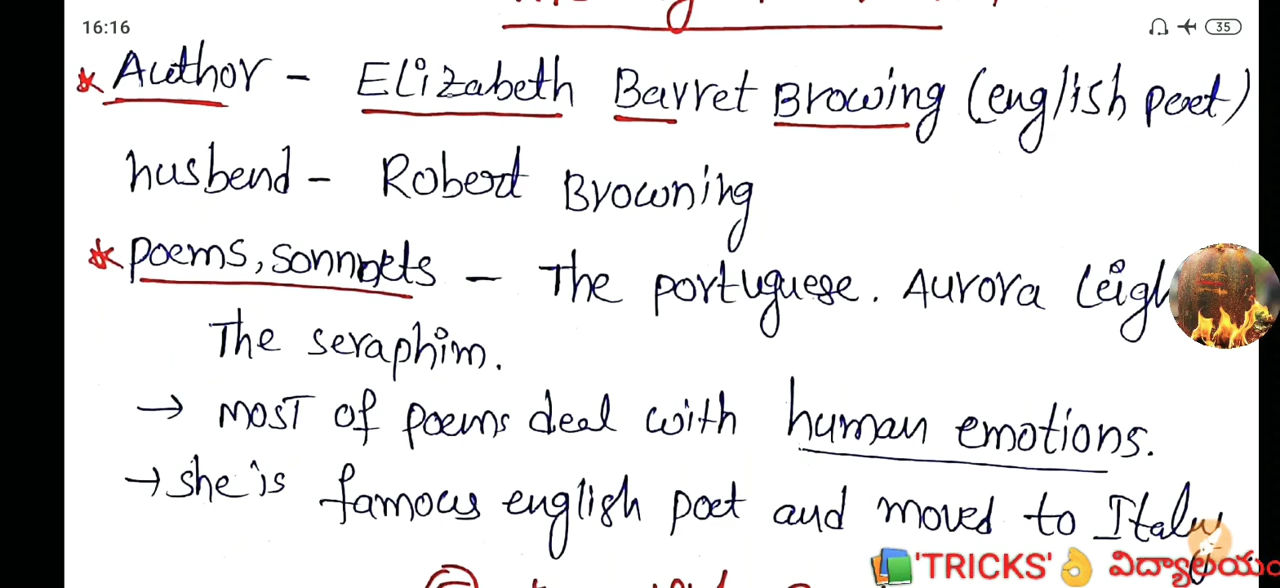 16:16
35
* Author - Elizabeth Barret Browing (english poet)
husbend - Robert Browning
* poems, sonnets - The portuguese. Aurora Leigh
The seraphim.
→ MOST of poems deal with human emotions.
→ she is famous english poet and moved to Italy
'TRICKS'👌 విద్యాలయం